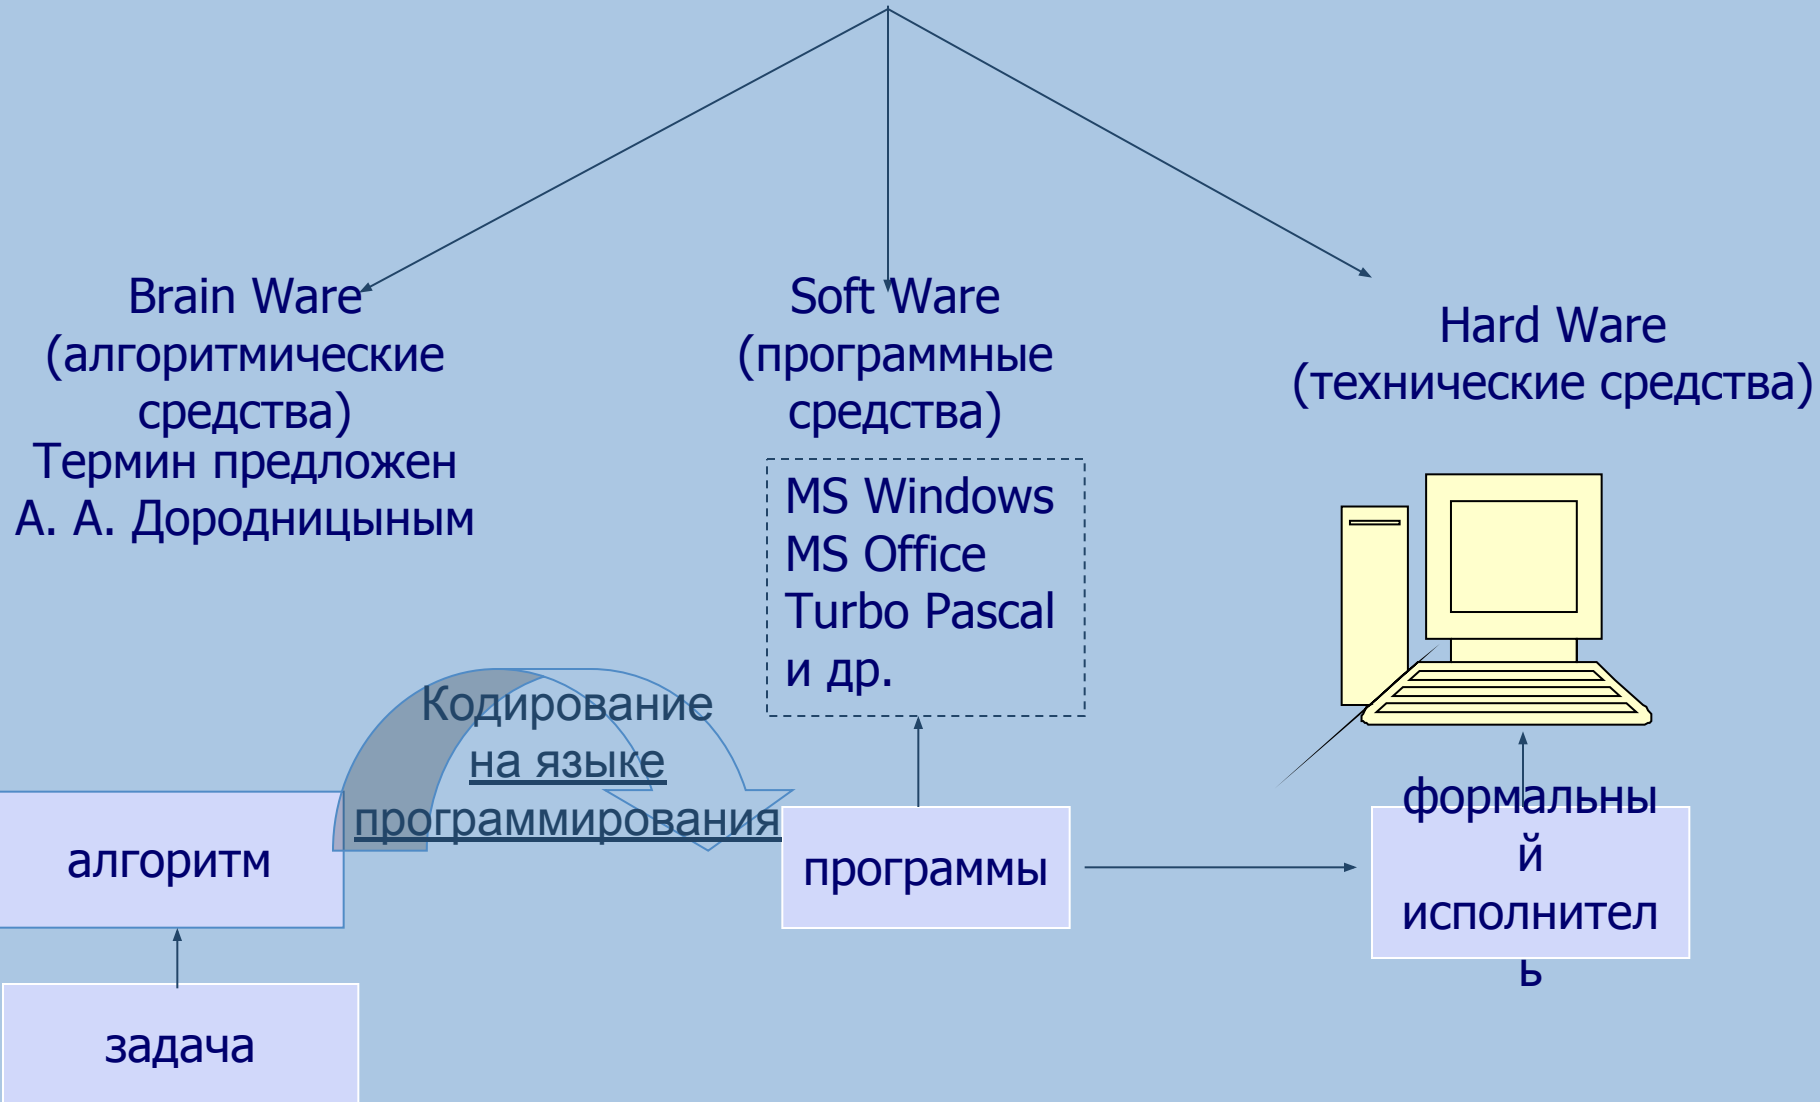 Brain Ware
(алгоритмические
средства)
Термин предложен
А. А. Дородницыным
Soft Ware
(программные
средства)
MS Windows
MS Office
Turbo Pascal
и др.
Hard Ware
(технические средства)
Кодирование
на языке
программирования
алгоритм
задача
программы
формальны
й
исполнител
ь